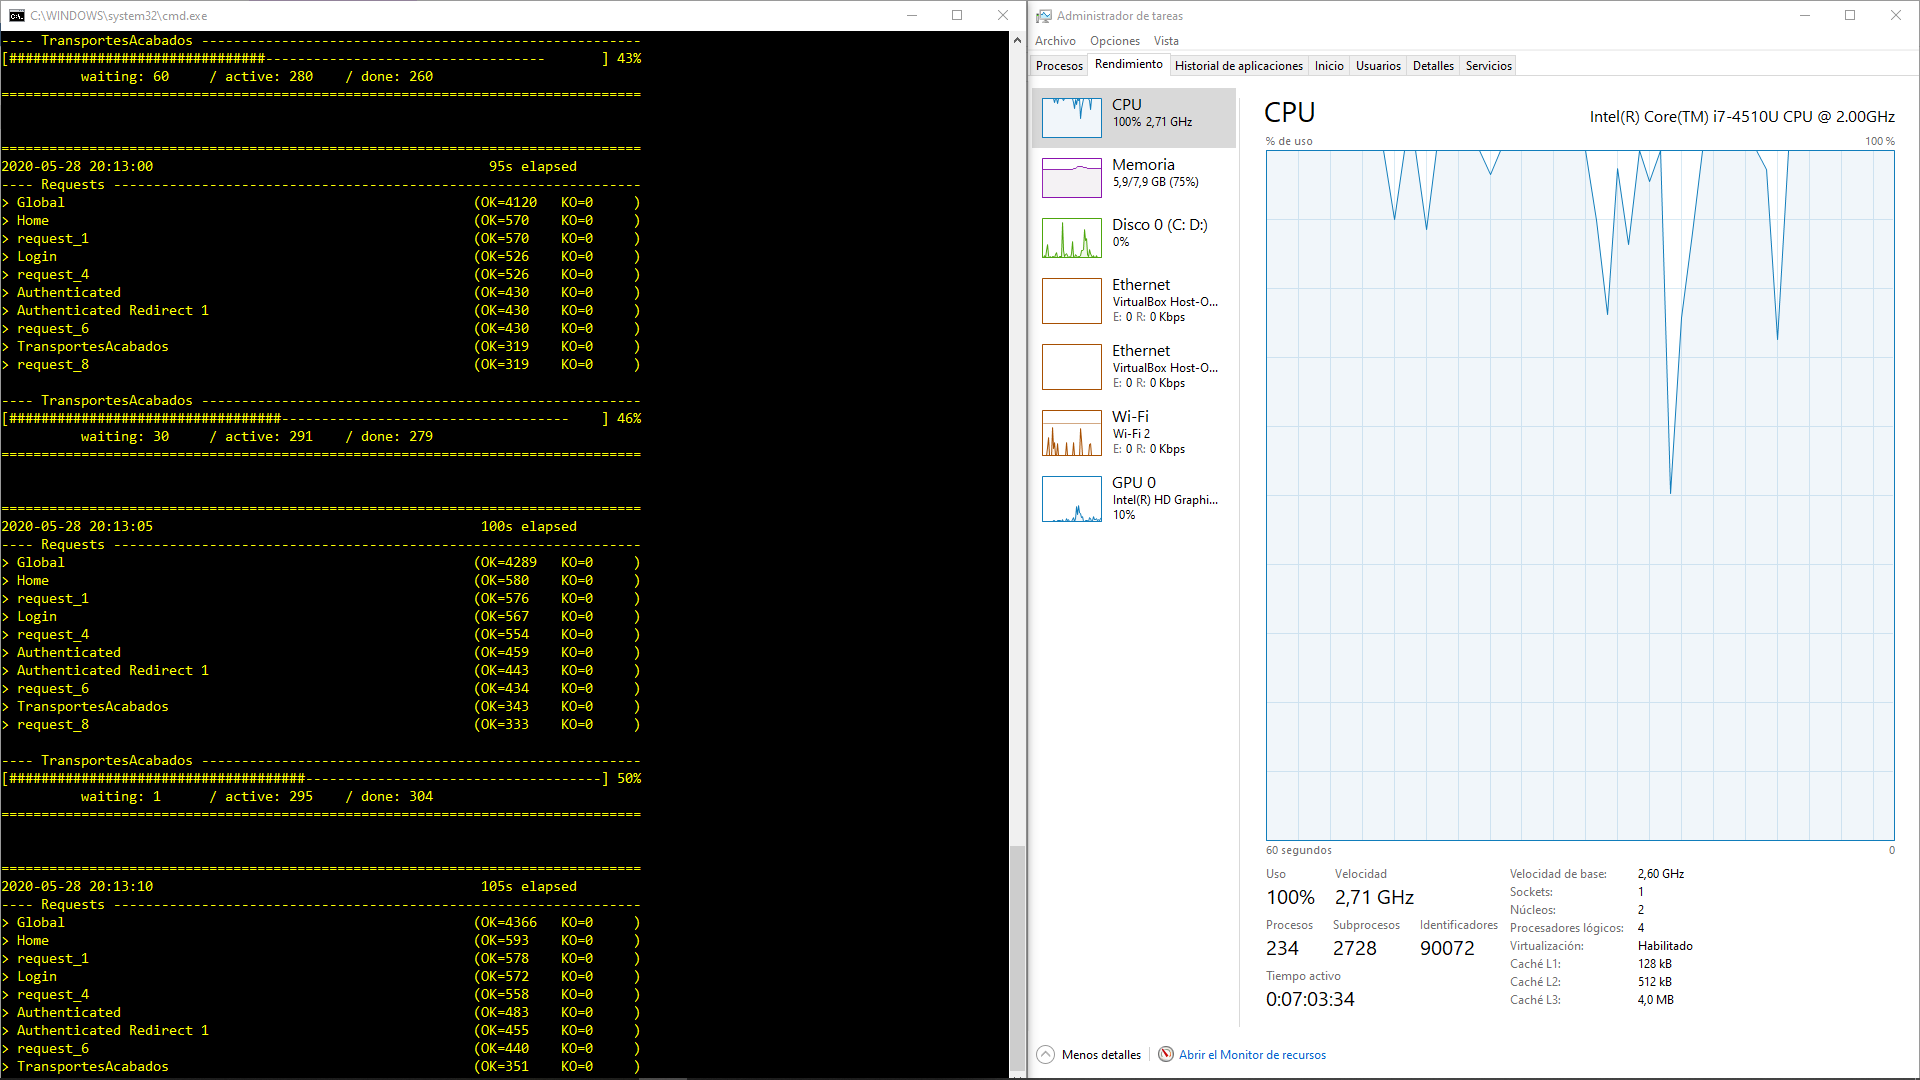 C:\WINDOWS\system32\cmd.exe
---- TransportesAcabados ------------------------------------------------------
[################################-----------------------------------       ] 43%
waiting: 60     / active: 280    / done: 260
================================================================================
================================================================================
2020-05-28 20:13:00                                          95s elapsed
---- Requests ------------------------------------------------------------------
> Global                                                   (OK=4120   KO=0     )
> Home                                                     (OK=570    KO=0     )
> request_1                                                (OK=570    KO=0     )
> Login                                                    (OK=526    KO=0     )
> request_4                                                (OK=526    KO=0     )
> Authenticated                                            (OK=430    KO=0     )
> Authenticated Redirect 1                                 (OK=430    KO=0     )
> request_6                                                (OK=430    KO=0     )
> TransportesAcabados                                      (OK=319    KO=0     )
> request_8                                                (OK=319    KO=0     )
---- TransportesAcabados ------------------------------------------------------
[##################################------------------------------------    ] 46%
waiting: 30     / active: 291    / done: 279
================================================================================
================================================================================
2020-05-28 20:13:05                                         100s elapsed
---- Requests ------------------------------------------------------------------
> Global                                                   (OK=4289   KO=0     )
> Home                                                     (OK=580    KO=0     )
> request_1                                                (OK=576    KO=0     )
> Login                                                    (OK=567    KO=0     )
> request_4                                                (OK=554    KO=0     )
> Authenticated                                            (OK=459    KO=0     )
> Authenticated Redirect 1                                 (OK=443    KO=0     )
> request_6                                                (OK=434    KO=0     )
> TransportesAcabados                                      (OK=343    KO=0     )
> request_8                                                (OK=333    KO=0     )
---- TransportesAcabados ------------------------------------------------------
[#####################################-------------------------------------] 50%
waiting: 1      / active: 295    / done: 304
================================================================================
================================================================================
2020-05-28 20:13:10                                         105s elapsed
---- Requests ------------------------------------------------------------------
> Global                                                   (OK=4366   KO=0     )
> Home                                                     (OK=593    KO=0     )
> request_1                                                (OK=578    KO=0     )
> Login                                                    (OK=572    KO=0     )
> request_4                                                (OK=558    KO=0     )
> Authenticated                                            (OK=483    KO=0     )
> Authenticated Redirect 1                                 (OK=455    KO=0     )
> request_6                                                (OK=440    KO=0     )
> TransportesAcabados                                      (OK=351    KO=0     )
Administrador de tareas
Archivo Opciones Vista
Procesos Rendimiento Historial de aplicaciones Inicio Usuarios Detalles Servicios
CPU
100% 2,71 GHz
Memoria
5,9/7,9 GB (75%)
Disco 0 (C: D:)
0%
Ethernet
VirtualBox Host-O...
E: 0 R: 0 Kbps
Ethernet
VirtualBox Host-O...
E: 0 R: 0 Kbps
Wi-Fi
Wi-Fi 2
E: 0 R: 0 Kbps
GPU 0
Intel(R) HD Graphi...
10%
CPU Intel(R) Core(TM) i7-4510U CPU @ 2.00GHz
% de uso 100 %
60 segundos 0
Uso Velocidad
100% 2,71 GHz
Procesos Subprocesos Identificadores
234 2728 90072
Tiempo activo
0:07:03:34
Velocidad de base: 2,60 GHz
Sockets: 1
Núcleos: 2
Procesadores lógicos: 4
Virtualización: Habilitado
Caché L1: 128 kB
Caché L2: 512 kB
Caché L3: 4,0 MB
Menos detalles Abrir el Monitor de recursos